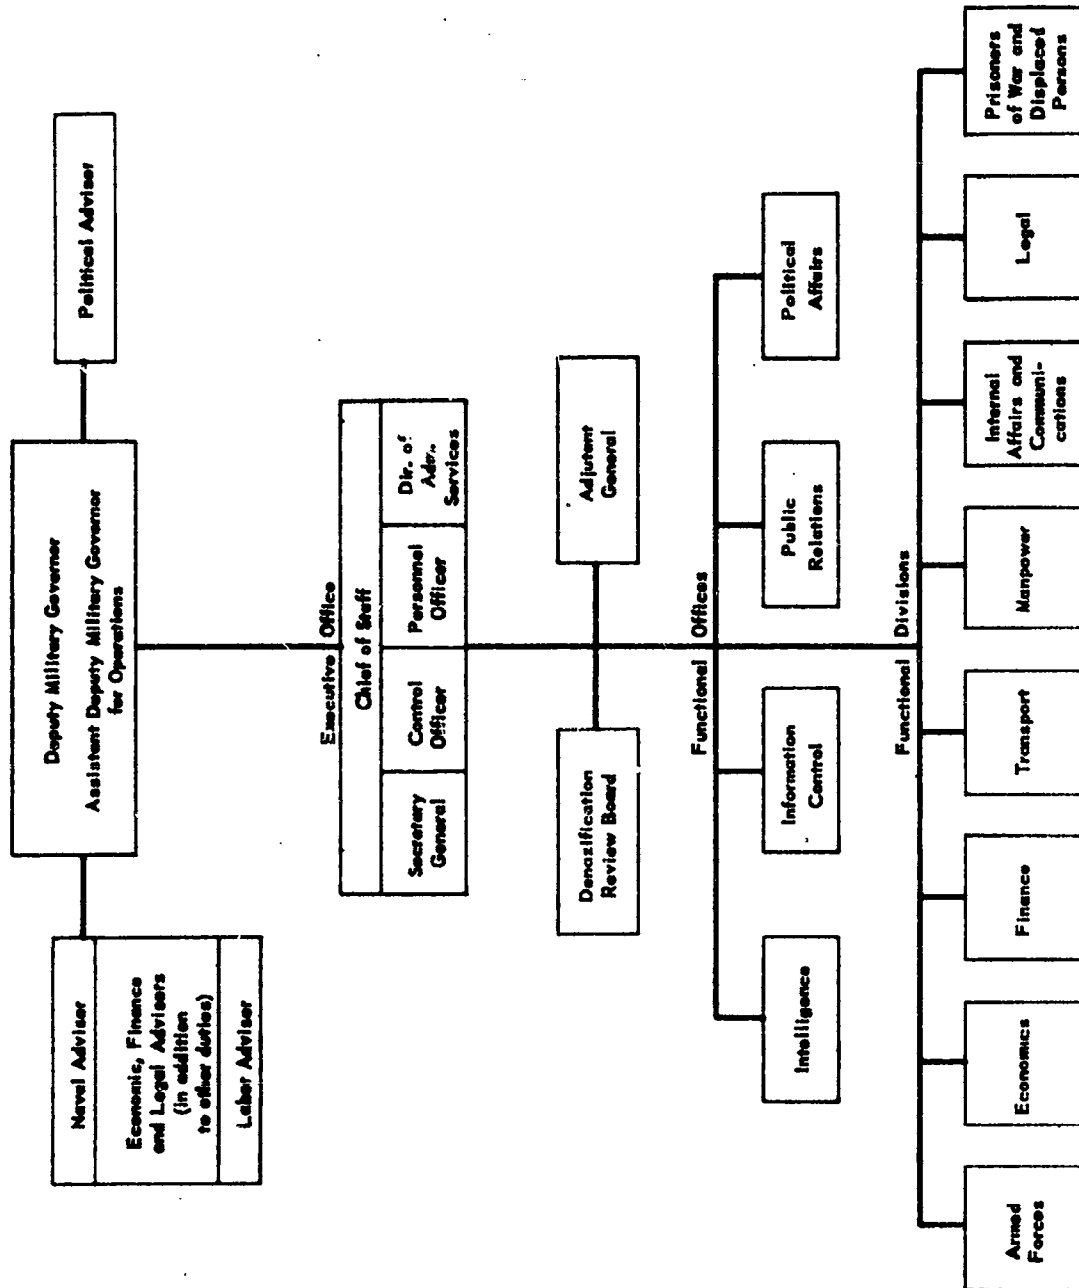 Deputy Military Governor
Assistant Deputy Military Governor
for Operations
Political Adviser
Naval Adviser
Economic, Finance
and Legal Advisers
(in addition
to other duties)
Labor Adviser
Executive Office
Chief of Staff
Secretary
General
Control
Officer
Personnel
Officer
Dir. of
Adm.
Services
Denazification
Review Board
Adjutant
General
Functional Offices
Intelligence
Information
Control
Public
Relations
Political
Affairs
Functional Divisions
Armed
Forces
Economics
Finance
Transport
Manpower
Internal
Affairs and
Communi-
cations
Legal
Prisoners
of War and
Displaced
Persons